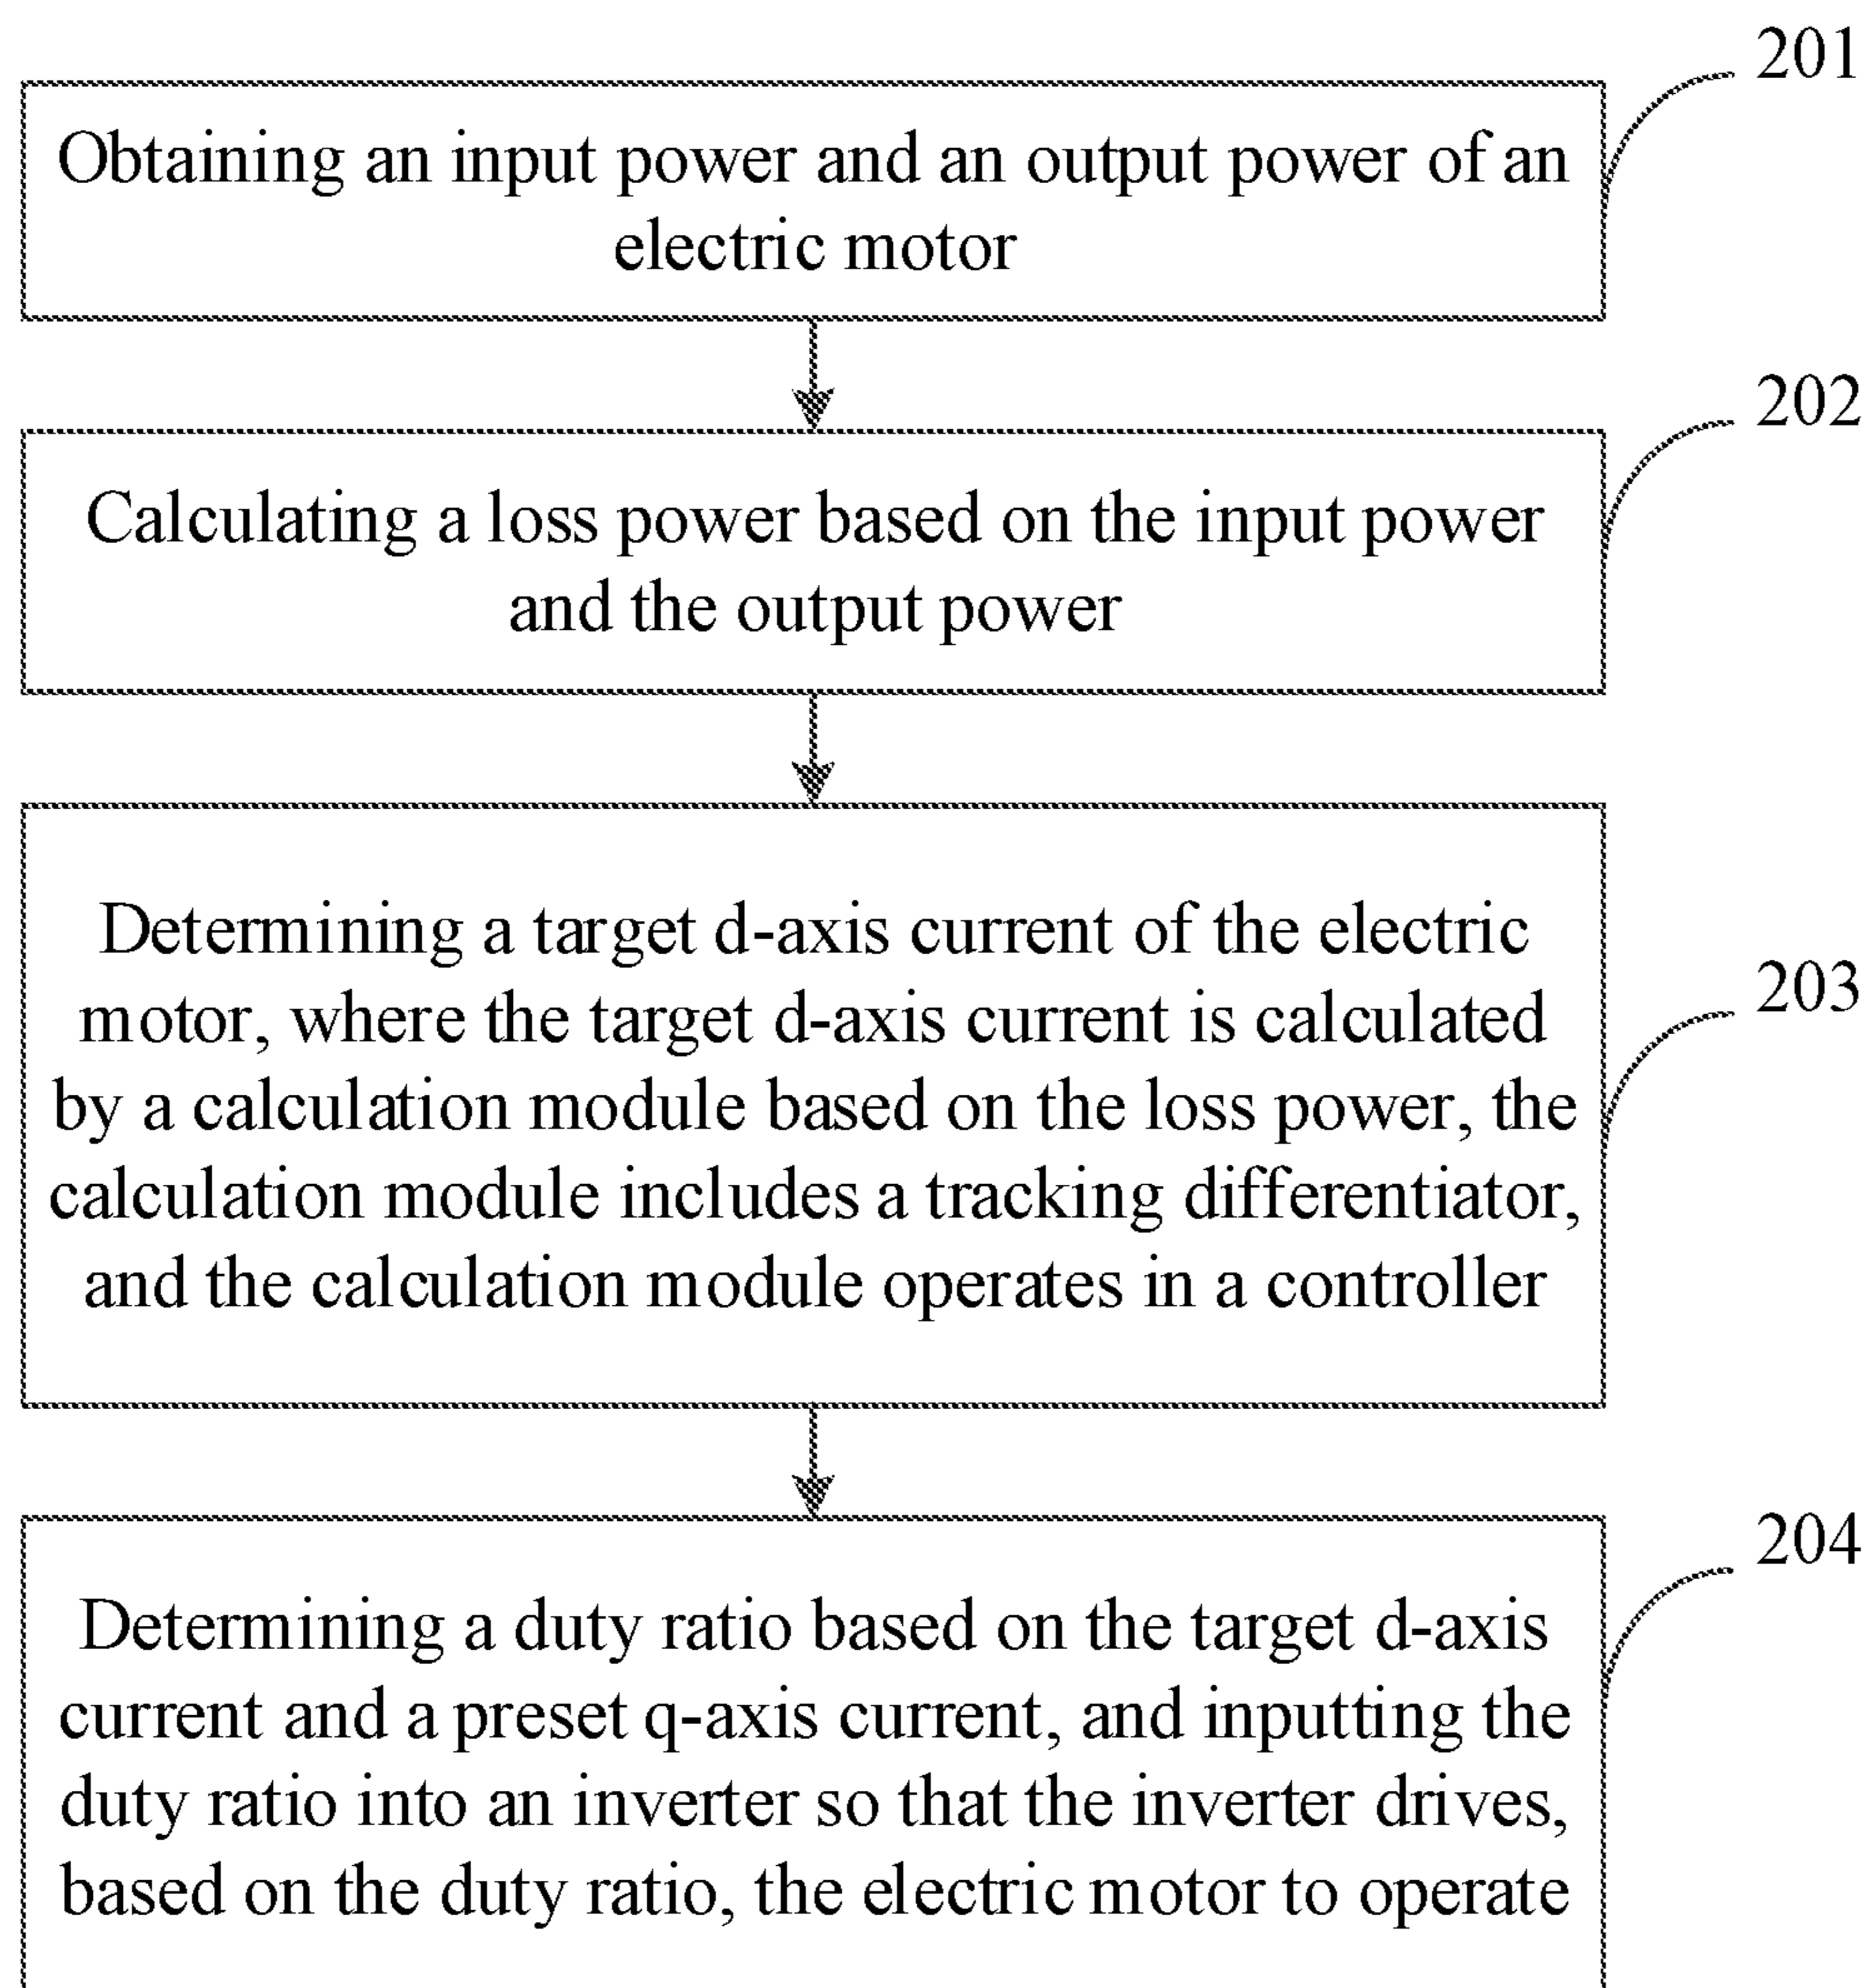 201
Obtaining an input power and an output power of an
electric motor
202
Calculating a loss power based on the input power
and the output power
203
Determining a target d-axis current of the electric
motor, where the target d-axis current is calculated
by a calculation module based on the loss power, the
calculation module includes a tracking differentiator,
and the calculation module operates in a controller
204
Determining a duty ratio based on the target d-axis
current and a preset q-axis current, and inputting the
duty ratio into an inverter so that the inverter drives,
based on the duty ratio, the electric motor to operate